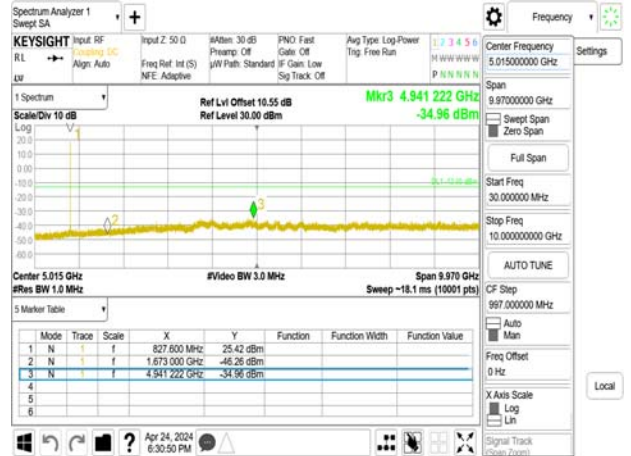 Spectrum Analyzer 1
Swept SA
+
Frequency
KEYSIGHT Input: RF Input Z: 50 Ω #Atten: 30 dB PNO: Fast Avg Type: Log-Power 1 2 3 4 5 6
RL Coupling: DC Preamp: Off Gate: Off Trig: Free Run M W W W W W
Align: Auto Freq Ref: Int (S) µW Path: Standard IF Gain: Low
NFE: Adaptive Sig Track: Off P N N N N N
1 Spectrum
Scale/Div 10 dB
Ref Lvl Offset 10.55 dB
Ref Level 30.00 dBm
Mkr3 4.941 222 GHz
-34.96 dBm
Log
20.0
10.0
0.00
-10.0
-20.0
-30.0
-40.0
-50.0
-60.0
1
2
3
Center 5.015 GHz #Video BW 3.0 MHz Span 9.970 GHz
#Res BW 1.0 MHz Sweep ~18.1 ms (10001 pts)
5 Marker Table
Mode Trace Scale X Y Function Function Width Function Value
1 N 1 f 827.600 MHz 25.42 dBm
2 N 1 f 1.673 000 GHz -46.26 dBm
3 N 1 f 4.941 222 GHz -34.96 dBm
4
5
6
?
Apr 24, 2024
6:30:50 PM
Center Frequency
5.015000000 GHz
Settings
Span
9.97000000 GHz
Swept Span
Zero Span
Full Span
Start Freq
30.000000 MHz
Stop Freq
10.000000000 GHz
AUTO TUNE
CF Step
997.000000 MHz
Auto
Man
Freq Offset
0 Hz
X Axis Scale
Log
Lin
Local
Signal Track
(Span Zoom)